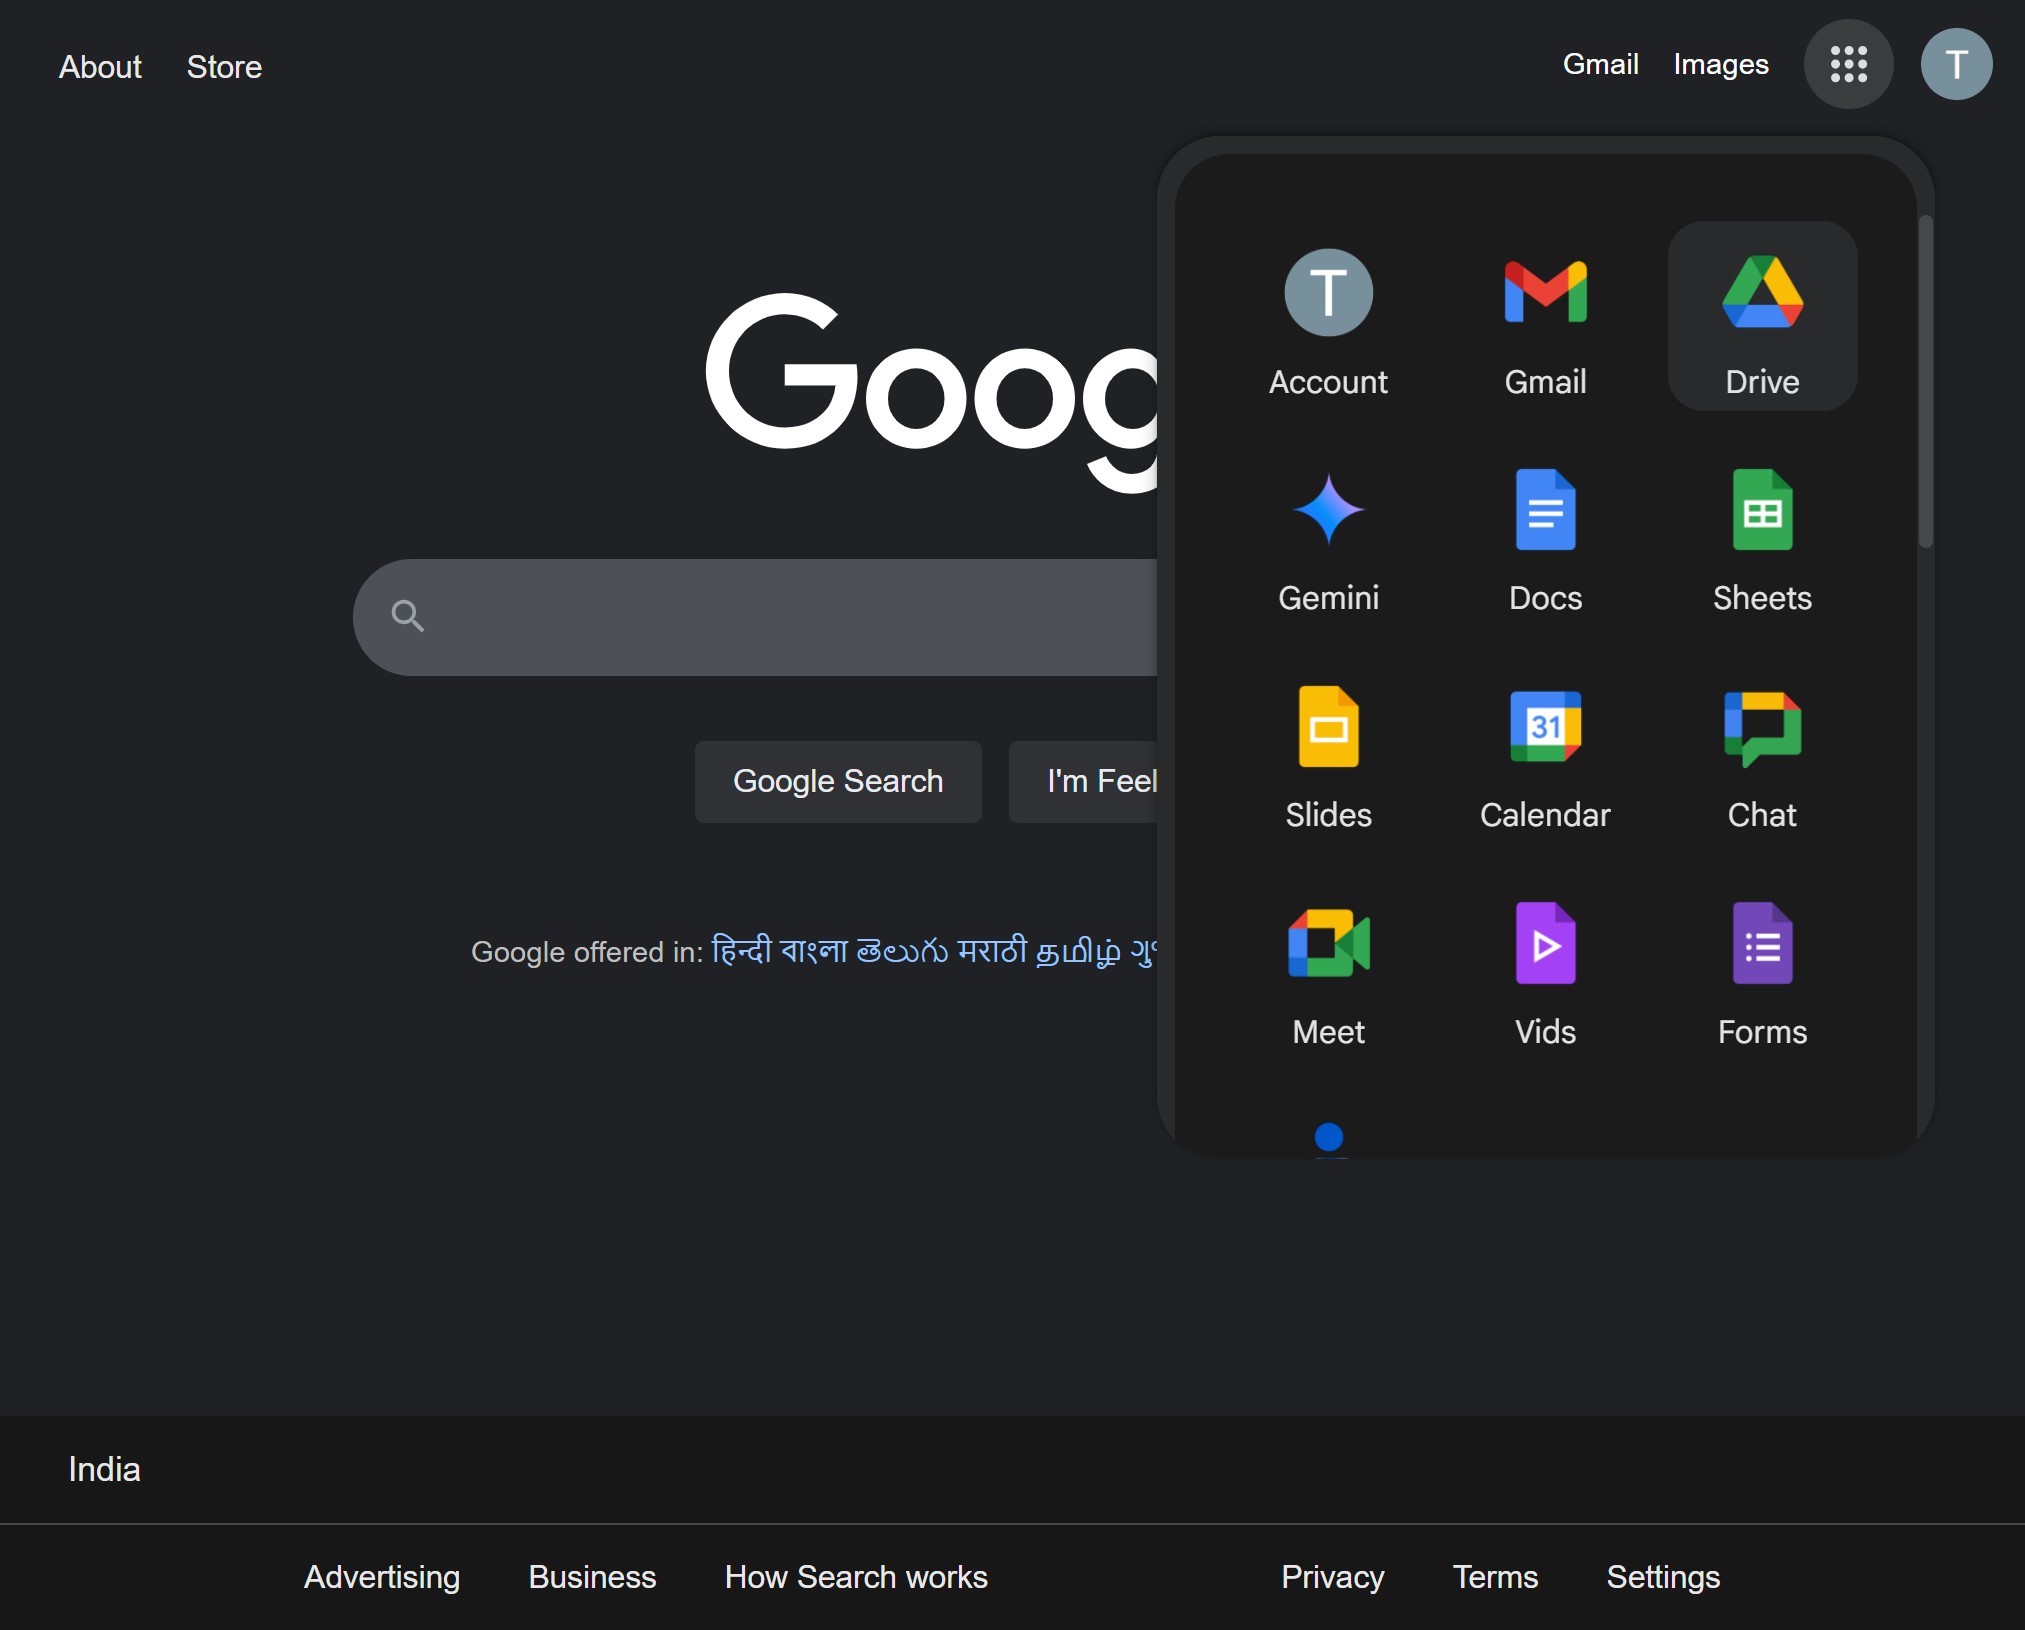 About Store
Gmail Images
T
Goog
T
Account Gmail Drive
Gemini Docs Sheets
31
Slides Calendar Chat
Meet Vids Forms
Google Search I'm Feel
Google offered in: हिन्दी বাংলা తెలుగు मराठी தமிழ்
India
Advertising Business How Search works Privacy Terms Settings